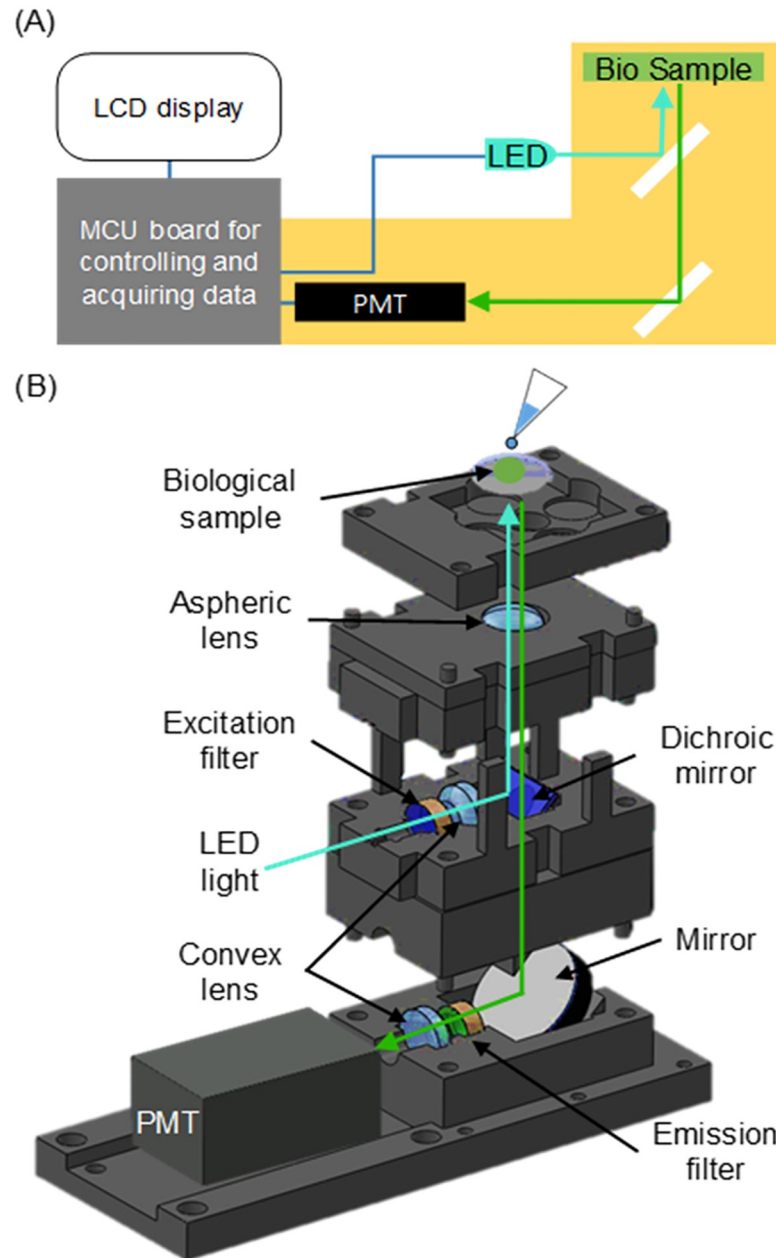 (A)
LCD display
Bio Sample
LED
MCU board for
controlling and
acquiring data
PMT
(B)
Biological
sample
Aspheric
lens
Excitation
filter
Dichroic
mirror
LED
light
Convex
lens
Mirror
PMT
Emission
filter